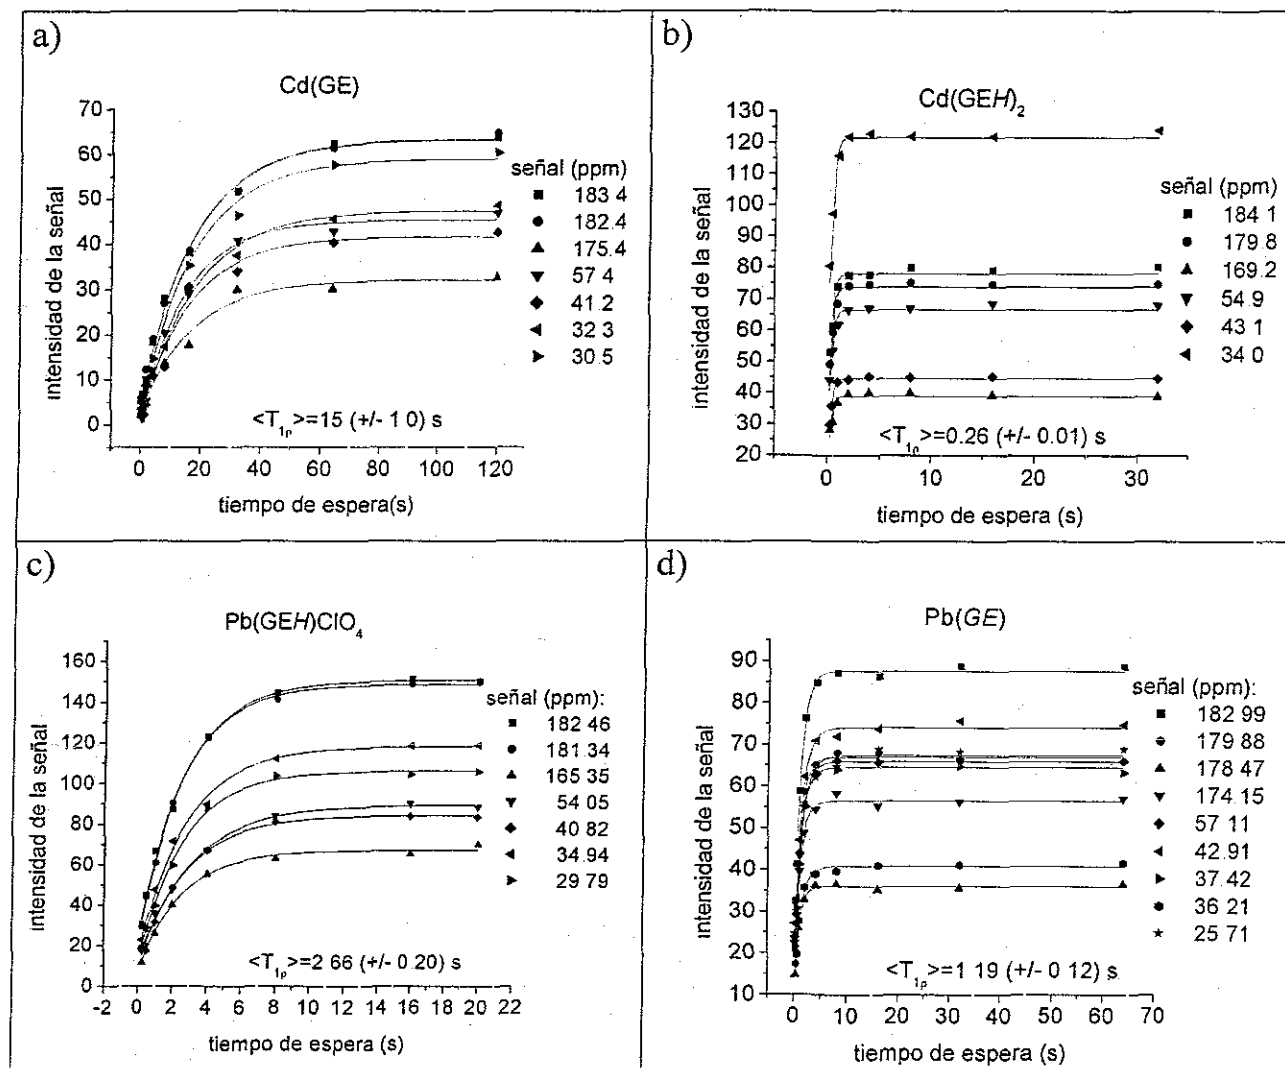 a)
Cd(GE)
intensidad de la señal
70
60
50
40
30
20
10
0
señal (ppm)
183 4
182.4
175.4
57 4
41.2
32 3
30 5
<T1ρ>=15 (+/- 1 0) s
0 20 40 60 80 100 120
tiempo de espera(s)
b)
Cd(GEH)2
intensidad de la señal
130
120
110
100
90
80
70
60
50
40
30
20
señal (ppm)
184 1
179.8
169.2
54.9
43 1
34 0
<T1ρ>=0.26 (+/- 0.01) s
0 10 20 30
tiempo de espera (s)
c)
Pb(GEH)ClO4
intensidad de la señal
160
140
120
100
80
60
40
20
0
señal (ppm):
182 46
181.34
165 35
54 05
40 82
34.94
29 79
<T1ρ>=2 66 (+/- 0.20) s
-2 0 2 4 6 8 10 12 14 16 18 20 22
tiempo de espera (s)
d)
Pb(GE)
intensidad de la señal
90
80
70
60
50
40
30
20
10
señal (ppm):
182 99
179 88
178 47
174.15
57 11
42.91
37 42
36 21
25 71
<T1ρ>=1 19 (+/- 0 12) s
0 10 20 30 40 50 60 70
tiempo de espera (s)